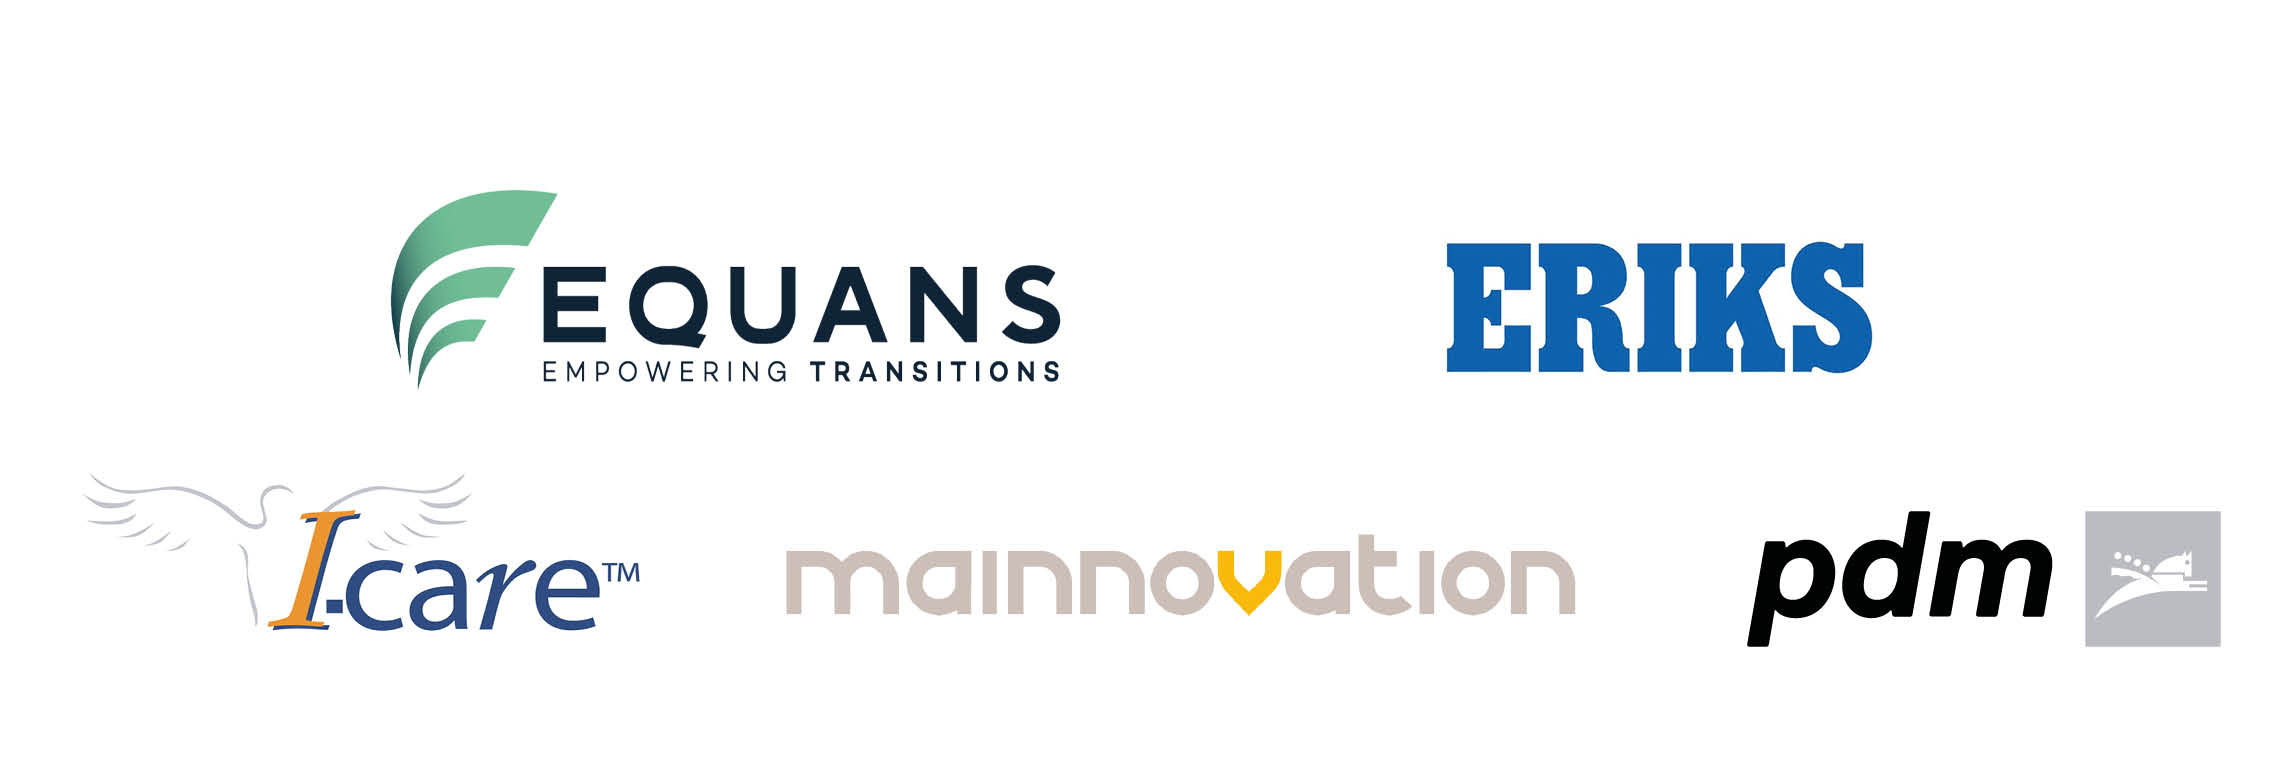 EQUANS
EMPOWERING TRANSITIONS
ERIKS
I-care™
mainnovation
pdm